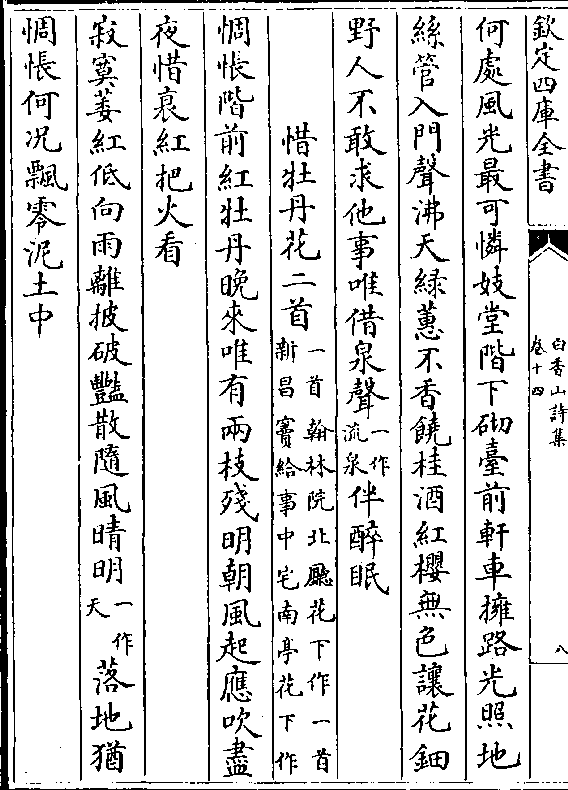 欽定四庫全書
白香山詩集
卷十四
八
何處風光最可憐妓堂階下砌臺前軒車擁路光照地
絲管入門聲沸天緑蕙不香饒桂酒紅櫻無色讓花鈿
野人不敢求他事唯借泉聲一作流泉伴醉眠
惜牡丹花二首一首翰林院北廳花下作一首新昌竇給事中宅南亭花下作
惆悵階前紅牡丹晚來唯有兩枝殘明朝風起應吹盡
夜惜衰紅把火看
寂寞萎紅低向雨離披破豔散隨風晴明一作天落地猶
惆悵何况飄零泥土中